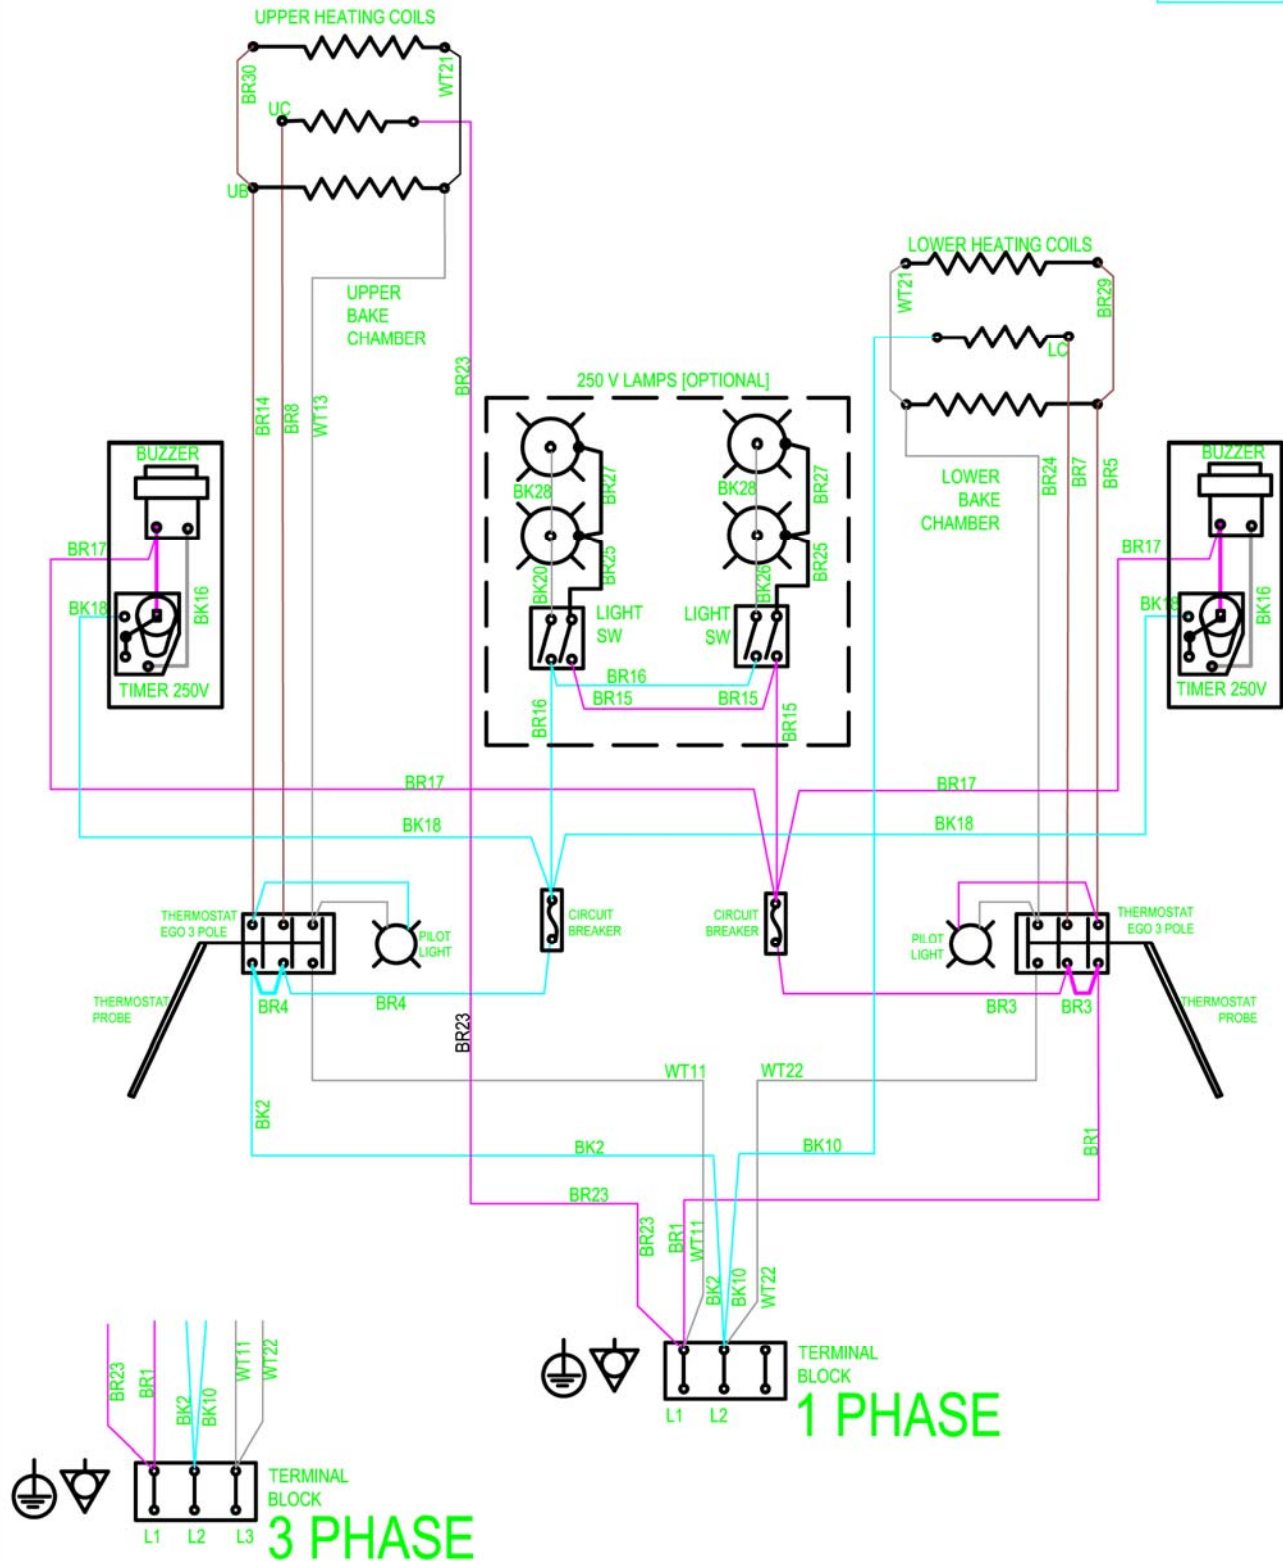 UPPER HEATING COILS
BR30
WT21
UC
UB
LOWER HEATING COILS
WT21
BR29
LC
UPPER
BAKE
CHAMBER
BR23
250 V LAMPS [OPTIONAL]
BR14
BR8
WT13
BUZZER
BR17
BK18
BK16
TIMER 250V
BK28
BR27
BK28
BR27
BR25
BR25
BK20
BK26
LIGHT
SW
LIGHT
SW
BR16
BR15
BR15
BR16
BR15
LOWER
BAKE
CHAMBER
BR24
BR7
BR5
BUZZER
BR17
BK18
BK16
TIMER 250V
BR17
BR17
BK18
BK18
THERMOSTAT
EGO 3 POLE
PILOT
LIGHT
CIRCUIT
BREAKER
CIRCUIT
BREAKER
PILOT
LIGHT
THERMOSTAT
EGO 3 POLE
THERMOSTAT
PROBE
BR4
BR4
BR3
BR3
THERMOSTAT
PROBE
BR23
WT11
WT22
BK2
BK2
BK10
BR1
BR23
BR23
BR1
WT11
BK2
BK10
WT22
TERMINAL
BLOCK
L1
L2
1 PHASE
BR23
BR1
BK2
BK10
WT11
WT22
TERMINAL
BLOCK
L1
L2
L3
3 PHASE